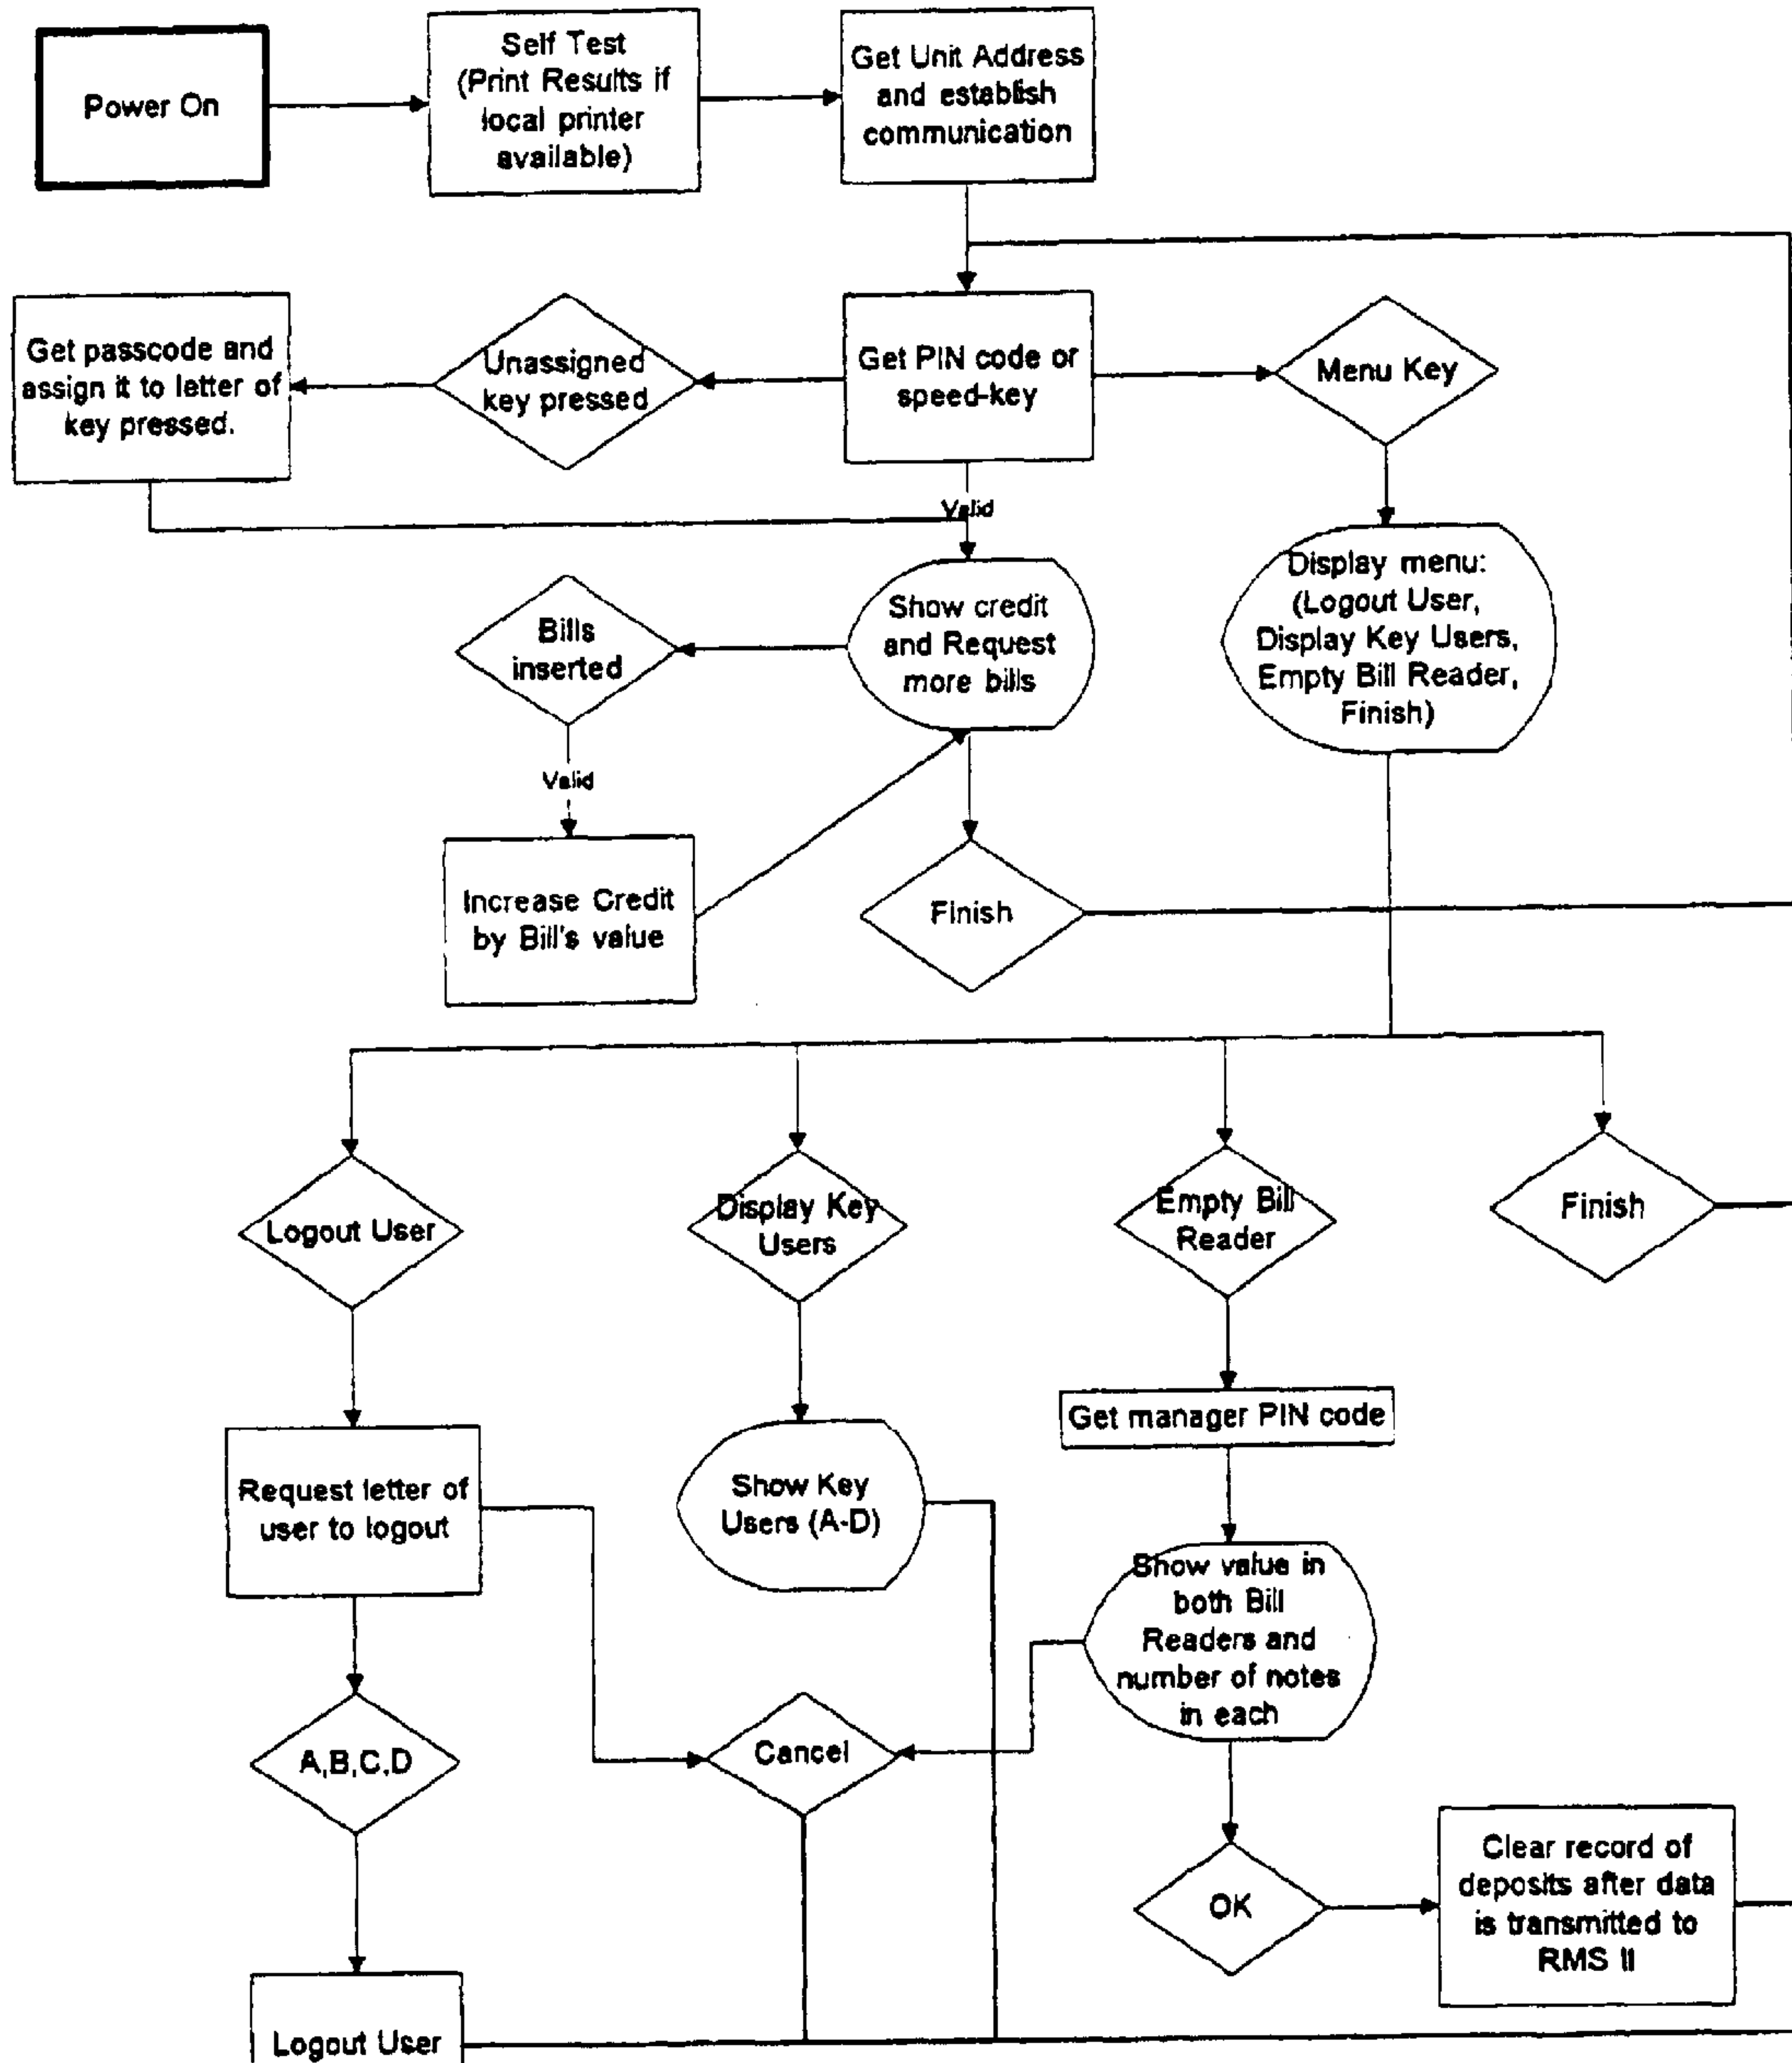 Power On
Self Test
(Print Results if
local printer
available)
Get Unit Address
and establish
communication
Get passcode and
assign it to letter of
key pressed.
Unassigned
key pressed
Get PIN code or
speed-key
Menu Key
Valid
Bills
inserted
Show credit
and Request
more bills
Display menu:
(Logout User,
Display Key Users,
Empty Bill Reader,
Finish)
Valid
Increase Credit
by Bill's value
Finish
Logout User
Display Key
Users
Empty Bill
Reader
Finish
Get manager PIN code
Request letter of
user to logout
Show Key
Users (A-D)
Show value in
both Bill
Readers and
number of notes
in each
A,B,C,D
Cancel
OK
Clear record of
deposits after data
is transmitted to
RMS II
Logout User